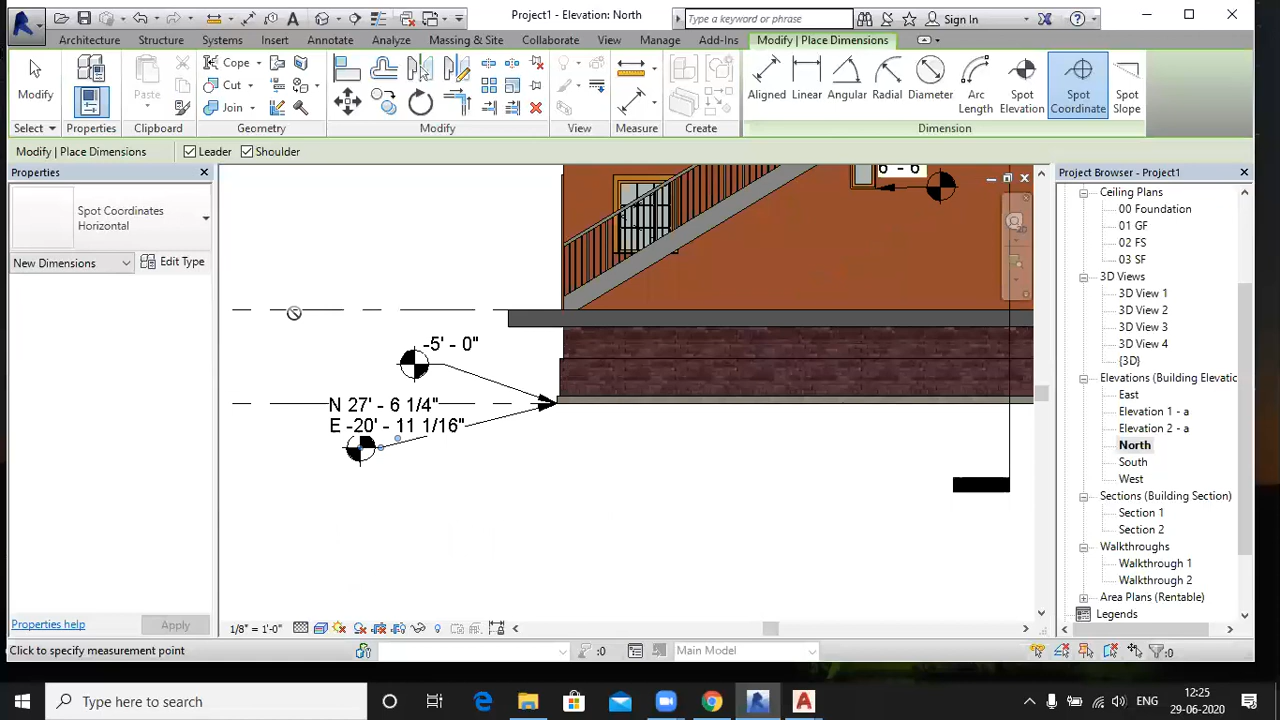 Project1 - Elevation: North
Type a keyword or phrase
Sign In
Architecture Structure Systems Insert Annotate Analyze Massing & Site Collaborate View Manage Add-Ins Modify | Place Dimensions
Modify
Select
Properties
Paste
Clipboard
Cope
Cut
Join
Geometry
Modify
View
Measure
Create
Aligned Linear Angular Radial Diameter Arc Length Spot Elevation Spot Coordinate Spot Slope
Dimension
Modify | Place Dimensions
Leader
Shoulder
Properties
Spot Coordinates
Horizontal
New Dimensions
Edit Type
Properties help
Apply
6 - 6
-5' - 0"
N 27' - 6 1/4"
E -20' - 11 1/16"
Project Browser - Project1
Ceiling Plans
00 Foundation
01 GF
02 FS
03 SF
3D Views
3D View 1
3D View 2
3D View 3
3D View 4
{3D}
Elevations (Building Elevatio
East
Elevation 1 - a
Elevation 2 - a
North
South
West
Sections (Building Section)
Section 1
Section 2
Walkthroughs
Walkthrough 1
Walkthrough 2
Area Plans (Rentable)
Legends
1/8" = 1'-0"
Click to specify measurement point
:0
Main Model
:0
Type here to search
ENG
12:25
29-06-2020